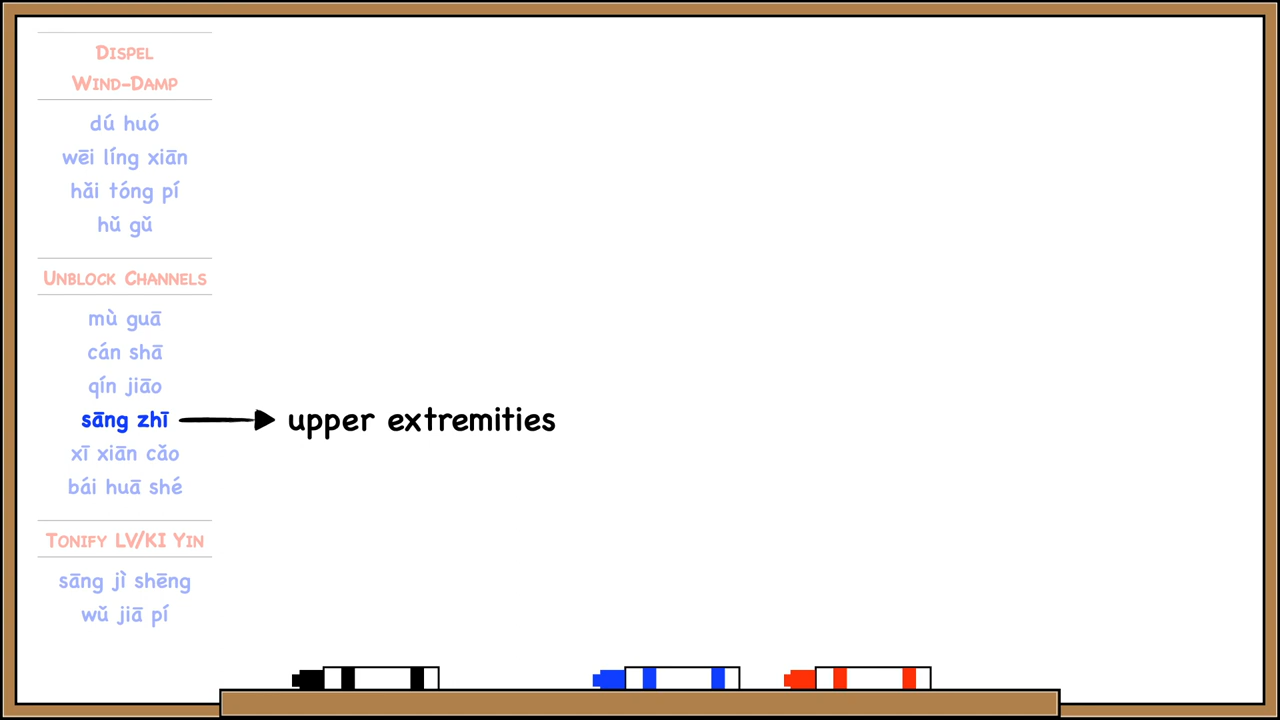 Dispel
Wind-Damp
dú huó
wēi líng xiān
hǎi tóng pí
hǔ gǔ
Unblock Channels
mù guā
cán shā
qín jiāo
sāng zhī → upper extremities
xī xiān cǎo
bái huā shé
Tonify LV/KI Yin
sāng jì shēng
wǔ jiā pí